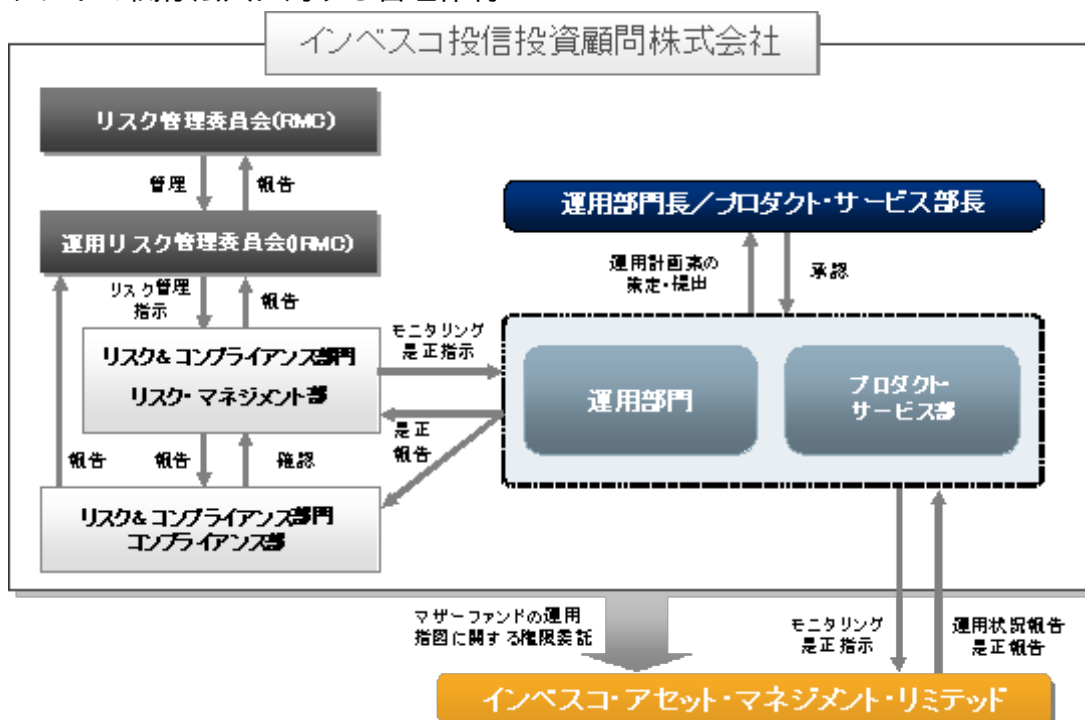 インベスコ投信投資顧問株式会社
リスク管理委員会(RMC)
管理
報告
運用リスク管理委員会(IRMC)
リスク管理
指示
報告
リスク&コンプライアンス部門
リスク・マネジメント部
報告
報告
確認
リスク&コンプライアンス部門
コンプライアンス部
モニタリング
是正指示
是正
報告
運用部門長／プロダクト・サービス部長
運用計画案の
策定・提出
承認
運用部門
プロダクト・
サービス部
マザーファンドの運用
指図に関する権限委託
モニタリング
是正指示
運用状況報告
是正報告
インベスコ・アセット・マネジメント・リミテッド